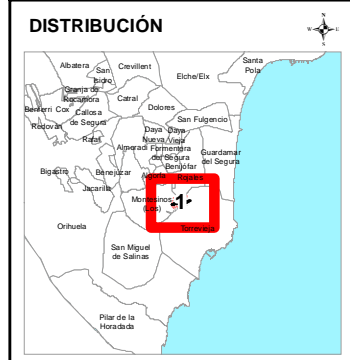 DISTRIBUCIÓN
N
W E
S
Santa
Pola
Albatera
San
Isidro
Crevillent
Elche/Elx
Granja de
Rocamora
Benferri
Cox
Catral
Callosa
de Segura
Dolores
San Fulgencio
Redován
Rafal
Daya
Nueva
Daya
Vieja
Almoradí
Formentera
del Segura
Guardamar
del Segura
Benijófar
Bigastro
Benejúzar
Algorfa
Rojales
Jacarilla
Montesinos
(Los)
1
Orihuela
Torrevieja
San Miguel
de Salinas
Pilar de la
Horadada